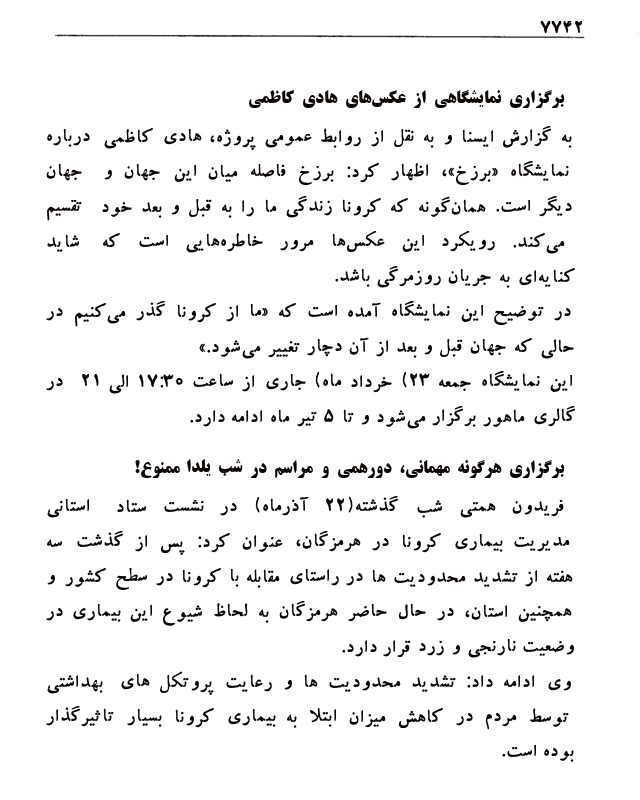 ۷۷۴۲
برگزاری نمایشگاهی از عکس‌های هادی کاظمی
به گزارش ایسنا و به نقل از روابط عمومی پروژه، هادی کاظمی درباره
نمایشگاه «برزخ»، اظهار کرد: برزخ فاصله میان این جهان و جهان
دیگر است. همان‌گونه که کرونا زندگی ما را به قبل و بعد خود تقسیم
می‌کند. رویکرد این عکس‌ها مرور خاطره‌هایی است که شاید
کنایه‌ای به جریان روزمرگی باشد.
در توضیح این نمایشگاه آمده است که «ما از کرونا گذر می‌کنیم در
حالی که جهان قبل و بعد از آن دچار تغییر می‌شود.»
این نمایشگاه جمعه ۲۳) خرداد ماه) جاری از ساعت ۱۷:۳۰ الی ۲۱ در
گالری ماهور برگزار می‌شود و تا ۵ تیر ماه ادامه دارد.
برگزاری هرگونه مهمانی، دورهمی و مراسم در شب یلدا ممنوع!
فریدون همتی شب گذشته(۲۲ آذرماه) در نشست ستاد استانی
مدیریت بیماری کرونا در هرمزگان، عنوان کرد: پس از گذشت سه
هفته از تشدید محدودیت ها در راستای مقابله با کرونا در سطح کشور و
همچنین استان، در حال حاضر هرمزگان به لحاظ شیوع این بیماری در
وضعیت نارنجی و زرد قرار دارد.
وی ادامه داد: تشدید محدودیت ها و رعایت پروتکل های بهداشتی
توسط مردم در کاهش میزان ابتلا به بیماری کرونا بسیار تاثیرگذار
بوده است.